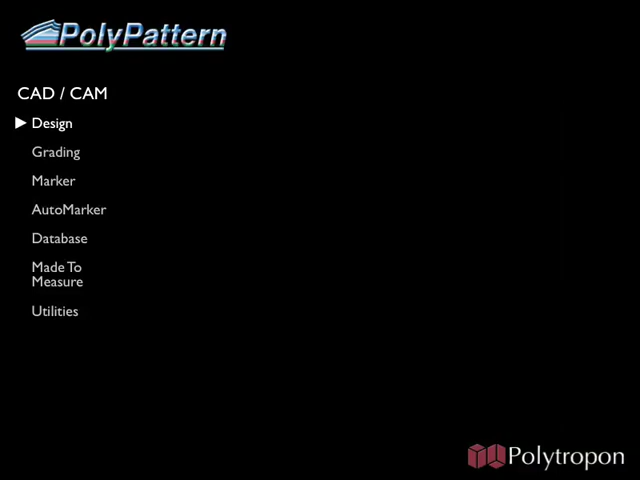 PolyPattern
CAD / CAM
Design
Grading
Marker
AutoMarker
Database
Made To
Measure
Utilities
Polytropon